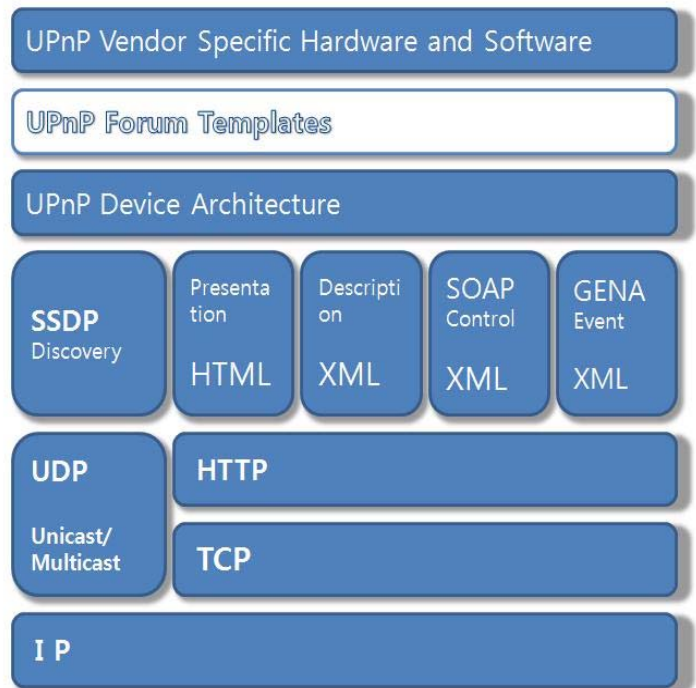 UPnP Vendor Specific Hardware and Software
UPnP Forum Templates
UPnP Device Architecture
SSDP
Discovery
Presenta
tion
HTML
Descripti
on
XML
SOAP
Control
XML
GENA
Event
XML
UDP
Unicast/
Multicast
HTTP
TCP
I P